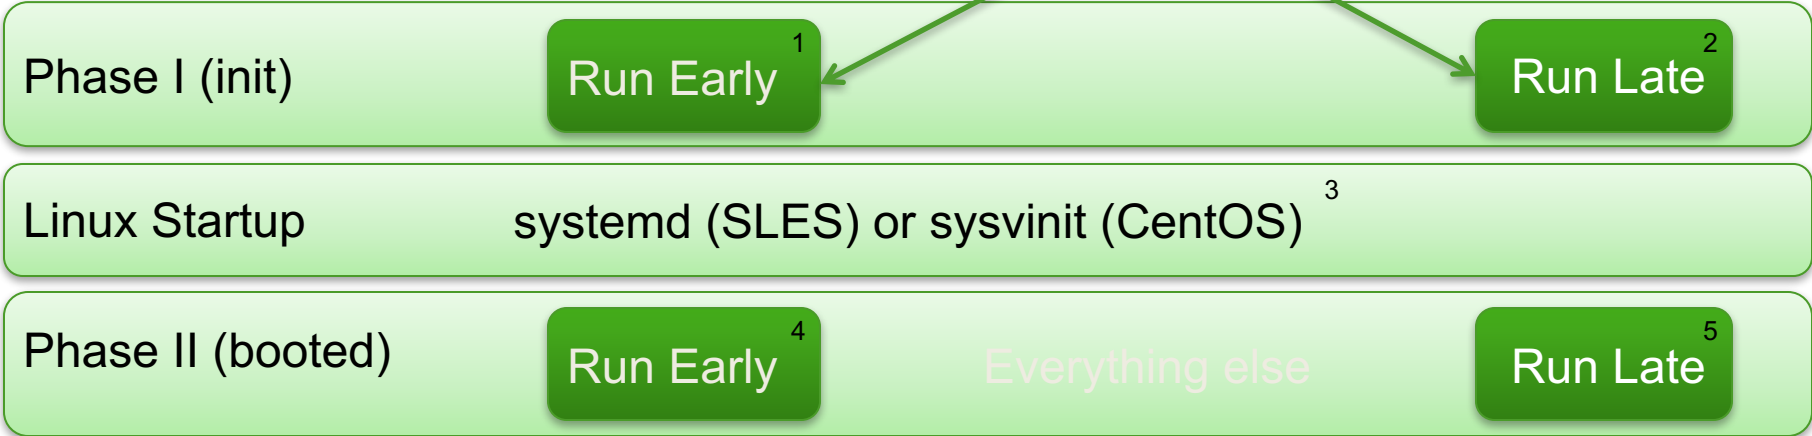 Phase I (init)
Run Early
1
Run Late
2
Linux Startup
systemd (SLES) or sysvinit (CentOS)
3
Phase II (booted)
Run Early
4
Everything else
Run Late
5